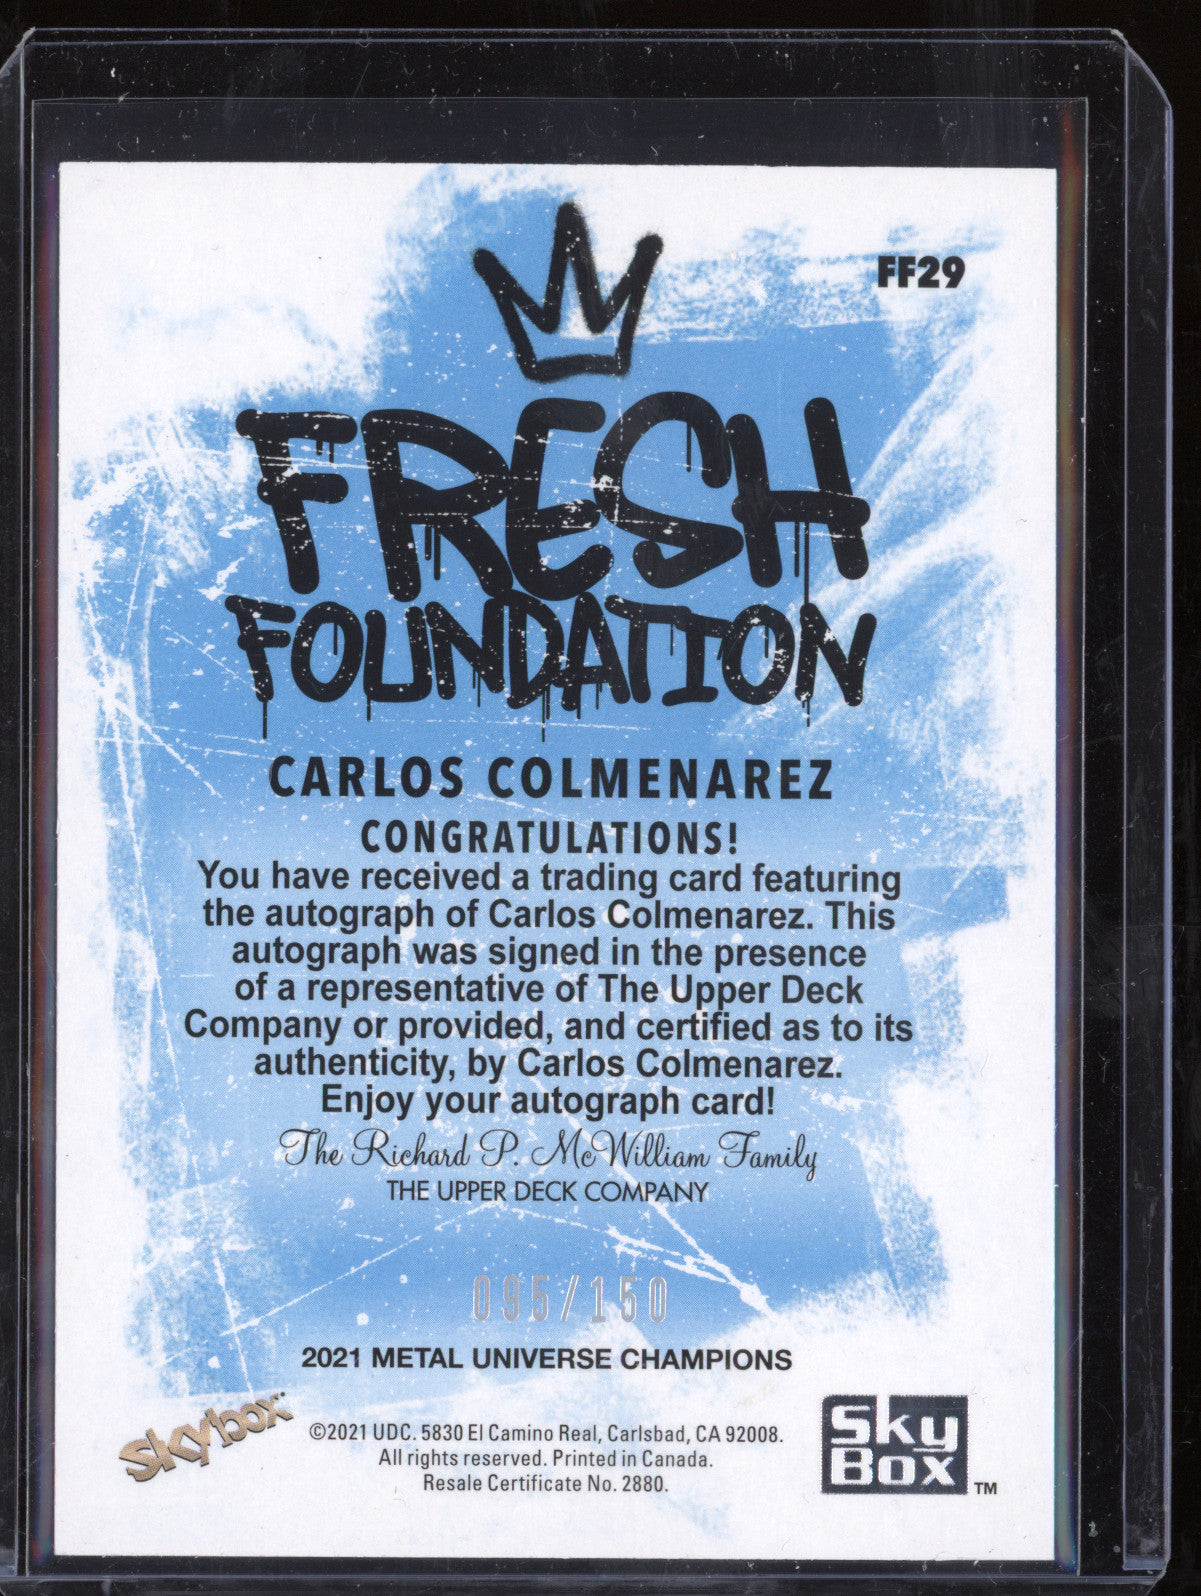 FF29
FRESH
FOUNDATION
CARLOS COLMENAREZ
CONGRATULATIONS!
You have received a trading card featuring
the autograph of Carlos Colmenarez. This
autograph was signed in the presence
of a representative of The Upper Deck
Company or provided, and certified as to its
authenticity, by Carlos Colmenarez.
Enjoy your autograph card!
The Richard P. McWilliam Family
THE UPPER DECK COMPANY
095/150
2021 METAL UNIVERSE CHAMPIONS
skybox
©2021 UDC. 5830 El Camino Real, Carlsbad, CA 92008.
All rights reserved. Printed in Canada.
Resale Certificate No. 2880.
Sky
Box ™